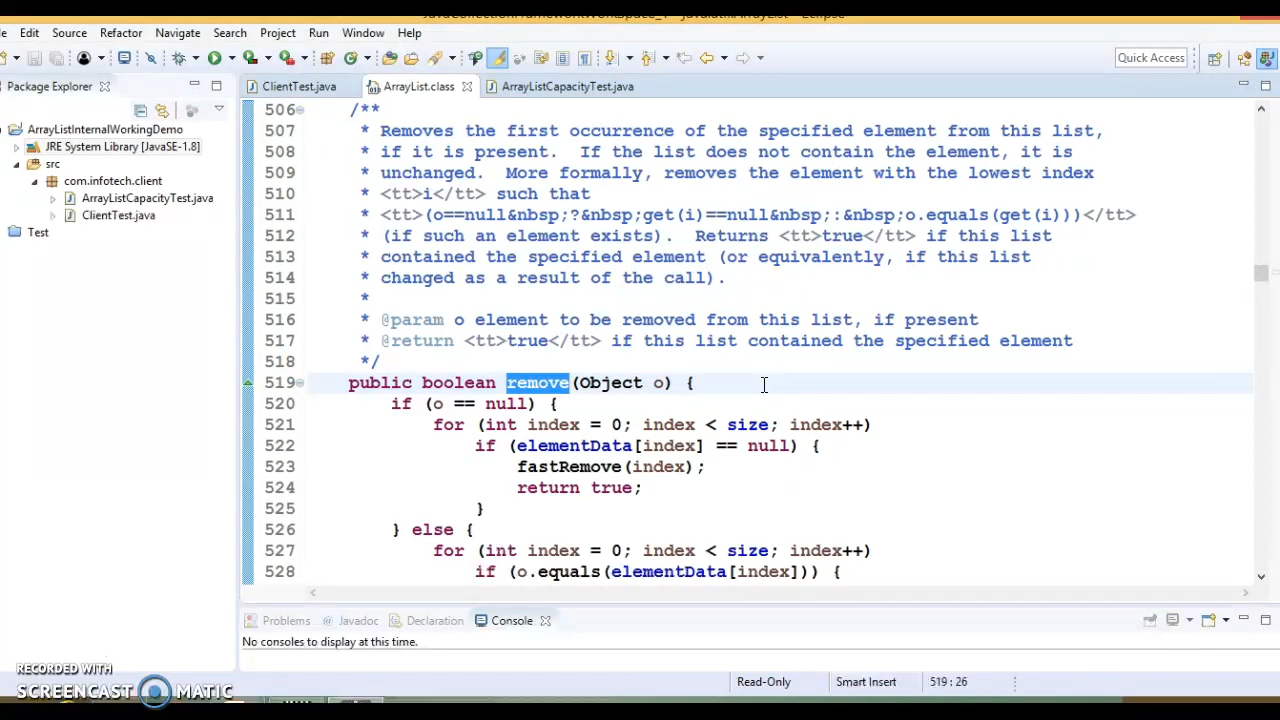 Edit Source Refactor Navigate Search Project Run Window Help
Quick Access
Package Explorer
ClientTest.java
ArrayList.class
ArrayListCapacityTest.java
ArrayListInternalWorkingDemo
JRE System Library [JavaSE-1.8]
src
com.infotech.client
ArrayListCapacityTest.java
ClientTest.java
Test
506 /**
507 * Removes the first occurrence of the specified element from this list,
508 * if it is present. If the list does not contain the element, it is
509 * unchanged. More formally, removes the element with the lowest index
510 * <tt>i</tt> such that
511 * <tt>(o==null&nbsp;?&nbsp;get(i)==null&nbsp;:&nbsp;o.equals(get(i)))</tt>
512 * (if such an element exists). Returns <tt>true</tt> if this list
513 * contained the specified element (or equivalently, if this list
514 * changed as a result of the call).
515 *
516 * @param o element to be removed from this list, if present
517 * @return <tt>true</tt> if this list contained the specified element
518 */
519 public boolean remove(Object o) {
520 if (o == null) {
521 for (int index = 0; index < size; index++)
522 if (elementData[index] == null) {
523 fastRemove(index);
524 return true;
525 }
526 } else {
527 for (int index = 0; index < size; index++)
528 if (o.equals(elementData[index])) {
Problems Javadoc Declaration Console
No consoles to display at this time.
Read-Only Smart Insert 519 : 26
RECORDED WITH
SCREENCAST MATIC